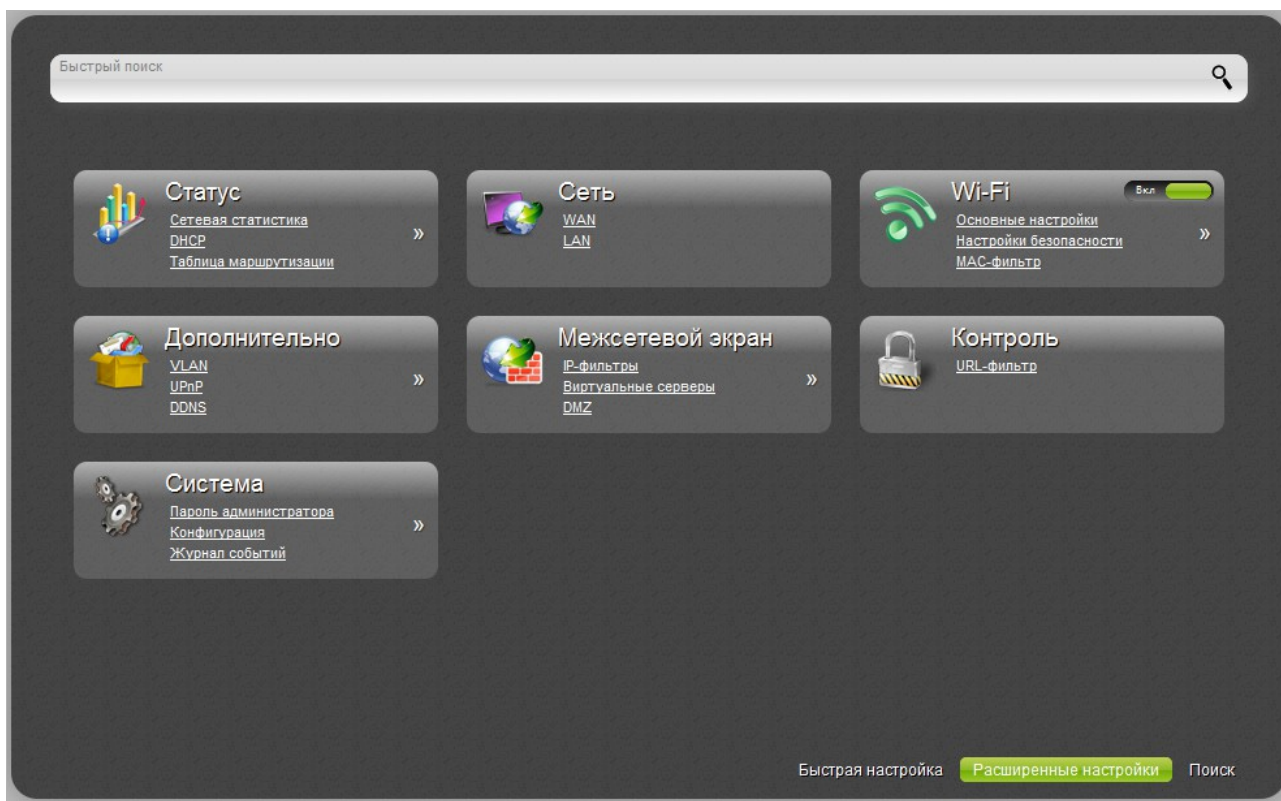 Быстрый поиск
Статус
Сетевая статистика
DHCP
Таблица маршрутизации
»
Сеть
WAN
LAN
Wi-Fi
Вкл
Основные настройки
Настройки безопасности
MAC-фильтр
»
Дополнительно
VLAN
UPnP
DDNS
»
Межсетевой экран
IP-фильтры
Виртуальные серверы
DMZ
»
Контроль
URL-фильтр
Система
Пароль администратора
Конфигурация
Журнал событий
»
Быстрая настройка Расширенные настройки Поиск